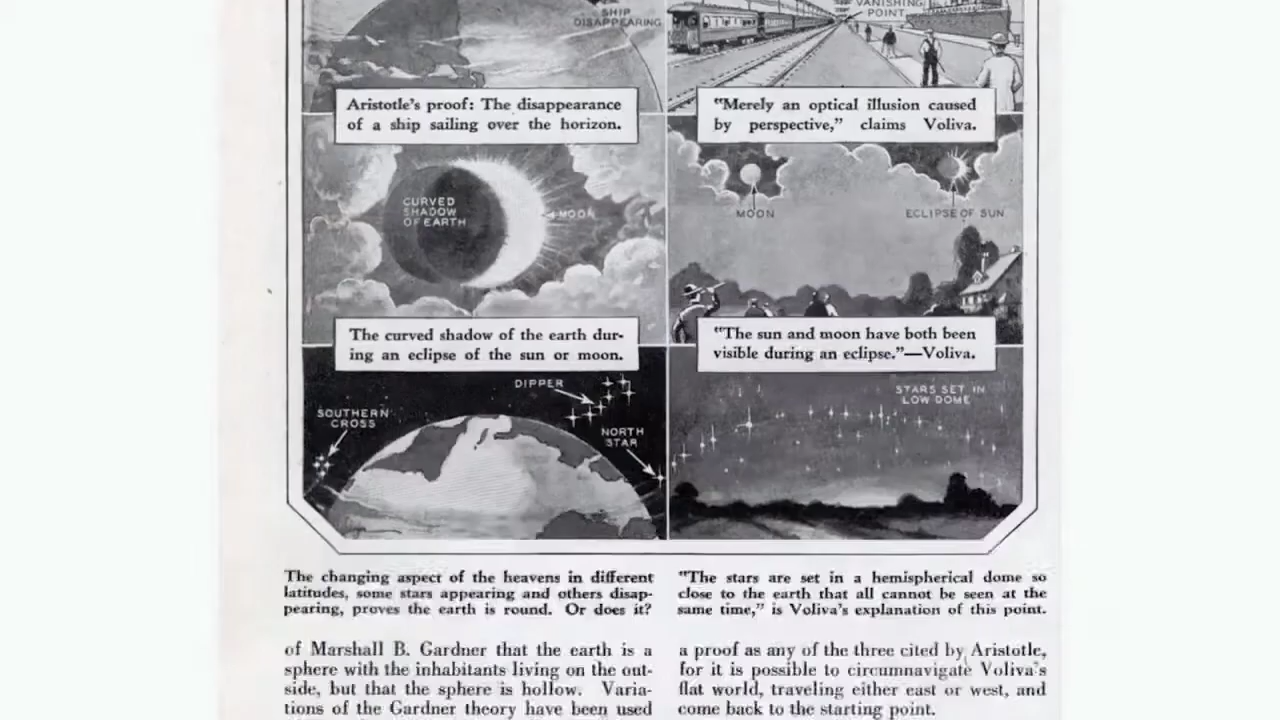 SHIP
DISAPPEARING
VANISHING
POINT
Aristotle's proof: The disappearance
of a ship sailing over the horizon.
"Merely an optical illusion caused
by perspective," claims Voliva.
CURVED
SHADOW
OF EARTH
MOON
MOON
ECLIPSE OF SUN
The curved shadow of the earth dur-
ing an eclipse of the sun or moon.
"The sun and moon have both been
visible during an eclipse."—Voliva.
DIPPER
SOUTHERN
CROSS
NORTH
STAR
STARS SET IN
LOW DOME
The changing aspect of the heavens in different
latitudes, some stars appearing and others disap-
pearing, proves the earth is round. Or does it?
"The stars are set in a hemispherical dome so
close to the earth that all cannot be seen at the
same time," is Voliva's explanation of this point.
of Marshall B. Gardner that the earth is a
sphere with the inhabitants living on the out-
side, but that the sphere is hollow. Varia-
tions of the Gardner theory have been used
a proof as any of the three cited by Aristotle,
for it is possible to circumnavigate Voliva's
flat world, traveling either east or west, and
come back to the starting point.